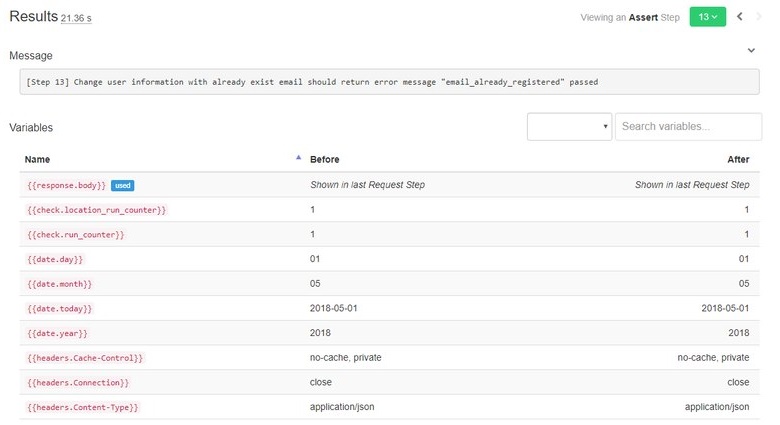 Results 21.36 s
Viewing an Assert Step 13
Message
[Step 13] Change user information with already exist email should return error message "email_already_registered" passed
Variables
Search variables...
Name Before After
{{response.body}} used Shown in last Request Step Shown in last Request Step
{{check.location_run_counter}} 1 1
{{check.run_counter}} 1 1
{{date.day}} 01 01
{{date.month}} 05 05
{{date.today}} 2018-05-01 2018-05-01
{{date.year}} 2018 2018
{{headers.Cache-Control}} no-cache, private no-cache, private
{{headers.Connection}} close close
{{headers.Content-Type}} application/json application/json